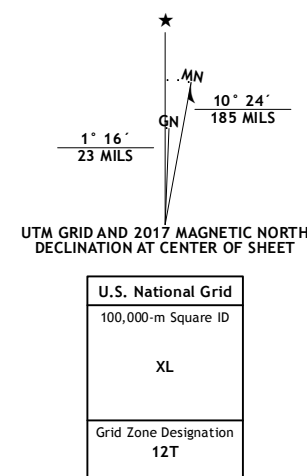 ★
MN
GN
10° 24´
185 MILS
1° 16´
23 MILS
UTM GRID AND 2017 MAGNETIC NORTH
DECLINATION AT CENTER OF SHEET
U.S. National Grid
100,000-m Square ID
XL
Grid Zone Designation
12T